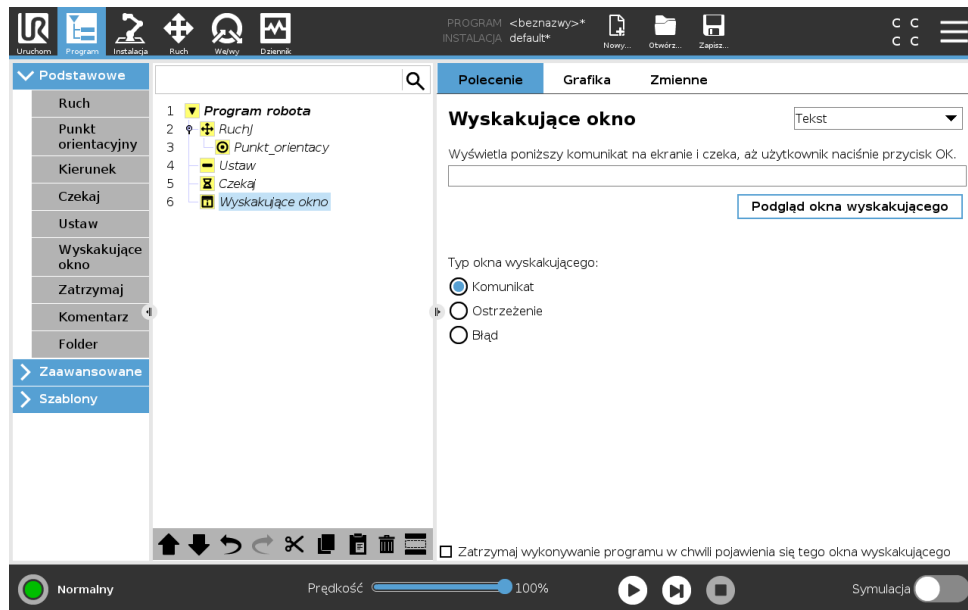 PROGRAM <beznazwy>*
INSTALACJA default*
Uruchom Program Instalacja Ruch We/wy Dziennik Nowy... Otwórz... Zapisz...
C C
C C
Podstawowe
Ruch
Punkt
orientacyjny
Kierunek
Czekaj
Ustaw
Wyskakujące
okno
Zatrzymaj
Komentarz
Folder
Zaawansowane
Szablony
1 Program robota
2 RuchJ
3 Punkt_orientacy
4 Ustaw
5 Czekaj
6 Wyskakujące okno
Polecenie Grafika Zmienne
Wyskakujące okno Tekst
Wyświetla poniższy komunikat na ekranie i czeka, aż użytkownik naciśnie przycisk OK.
Podgląd okna wyskakującego
Typ okna wyskakującego:
Komunikat
Ostrzeżenie
Błąd
Zatrzymaj wykonywanie programu w chwili pojawienia się tego okna wyskakującego
Normalny Prędkość 100% Symulacja